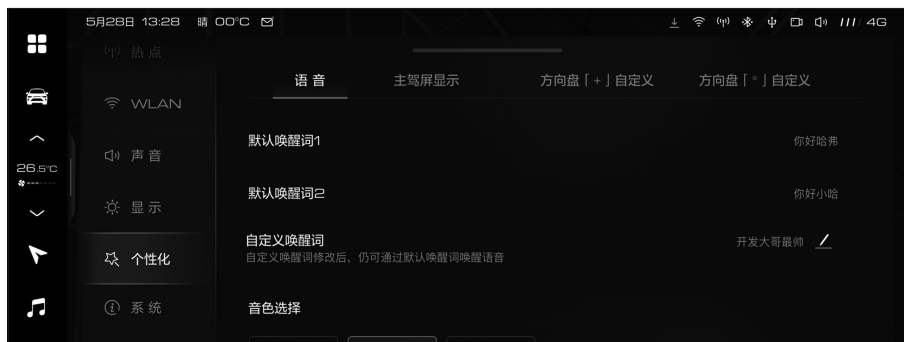 5月28日 13:28 晴 00°C 4G
热点
语音 主驾屏显示 方向盘「+」自定义 方向盘「*」自定义
WLAN
默认唤醒词1 你好哈弗
声音
26.5°C
默认唤醒词2 你好小哈
显示
自定义唤醒词 开发大哥最帅
自定义唤醒词修改后，仍可通过默认唤醒词唤醒语音
个性化
系统
音色选择